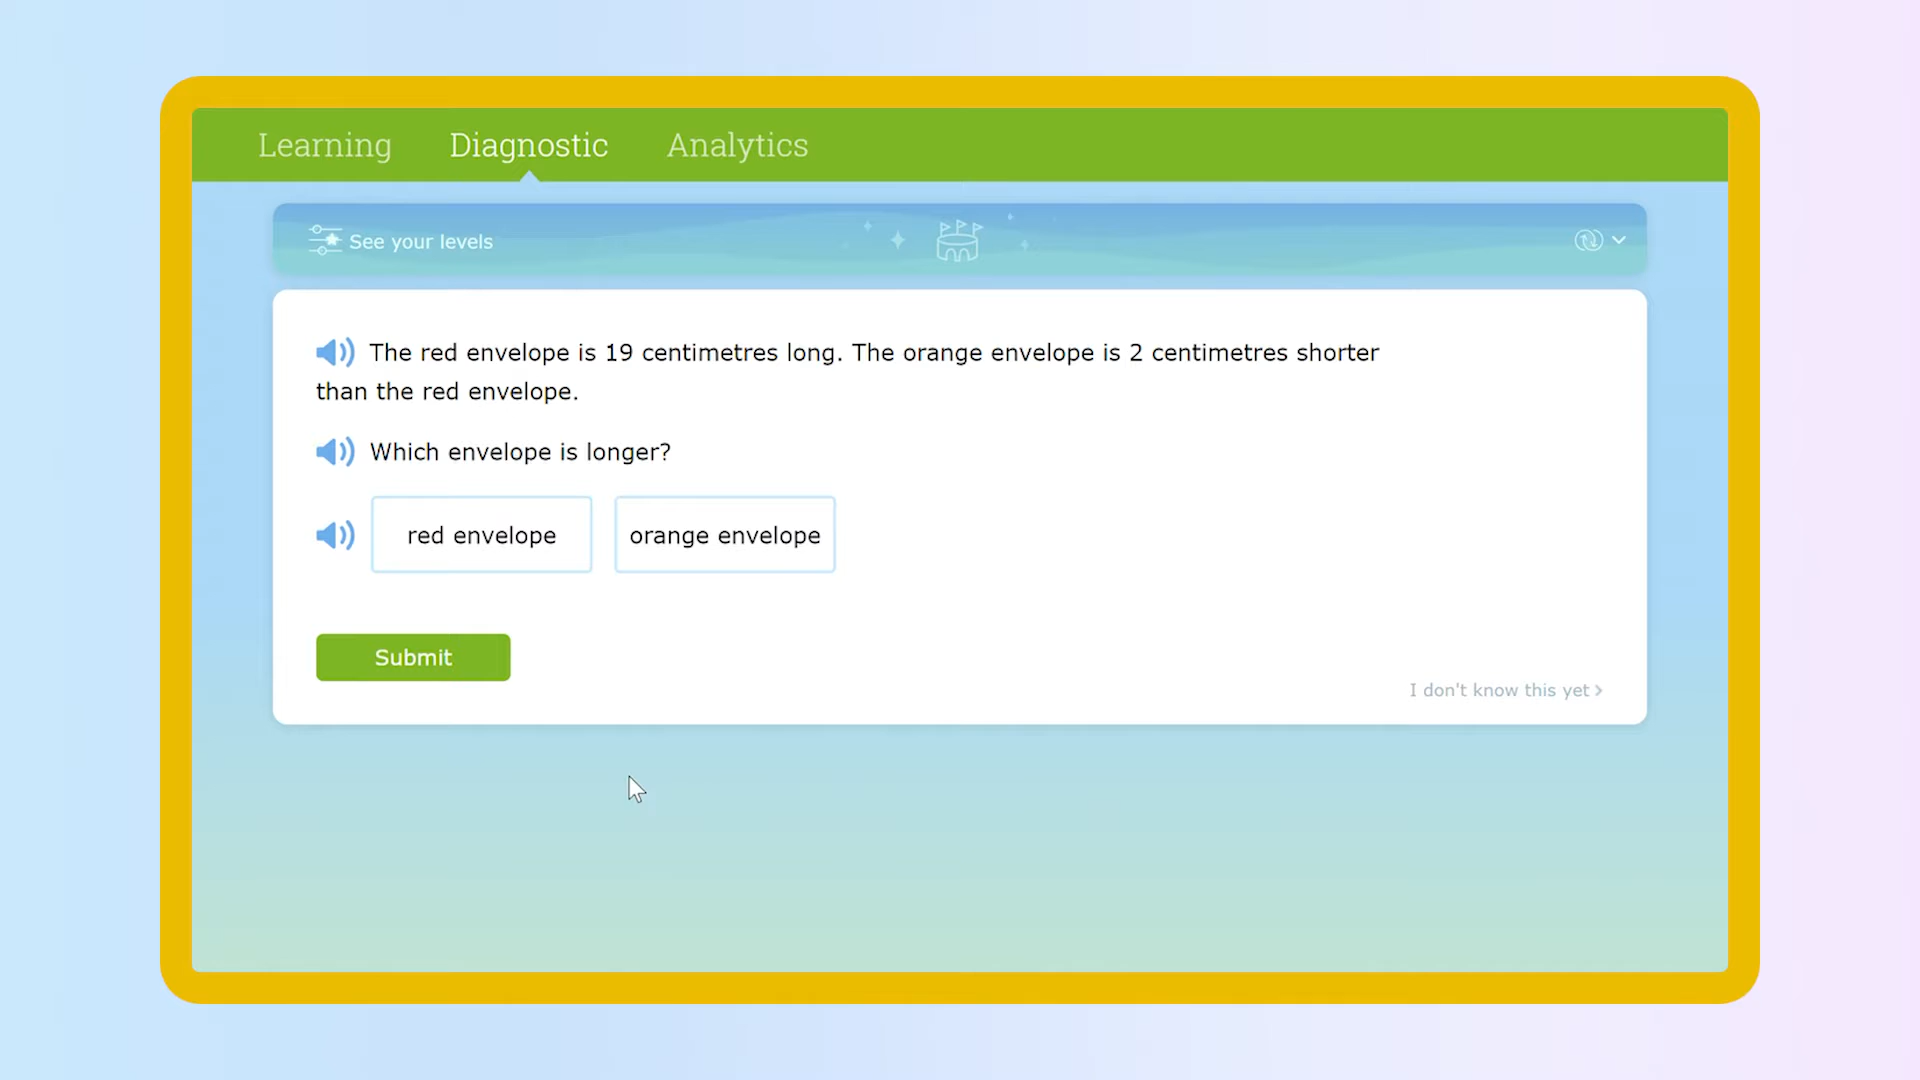 Learning Diagnostic Analytics
See your levels
The red envelope is 19 centimetres long. The orange envelope is 2 centimetres shorter
than the red envelope.
Which envelope is longer?
red envelope orange envelope
Submit
I don't know this yet